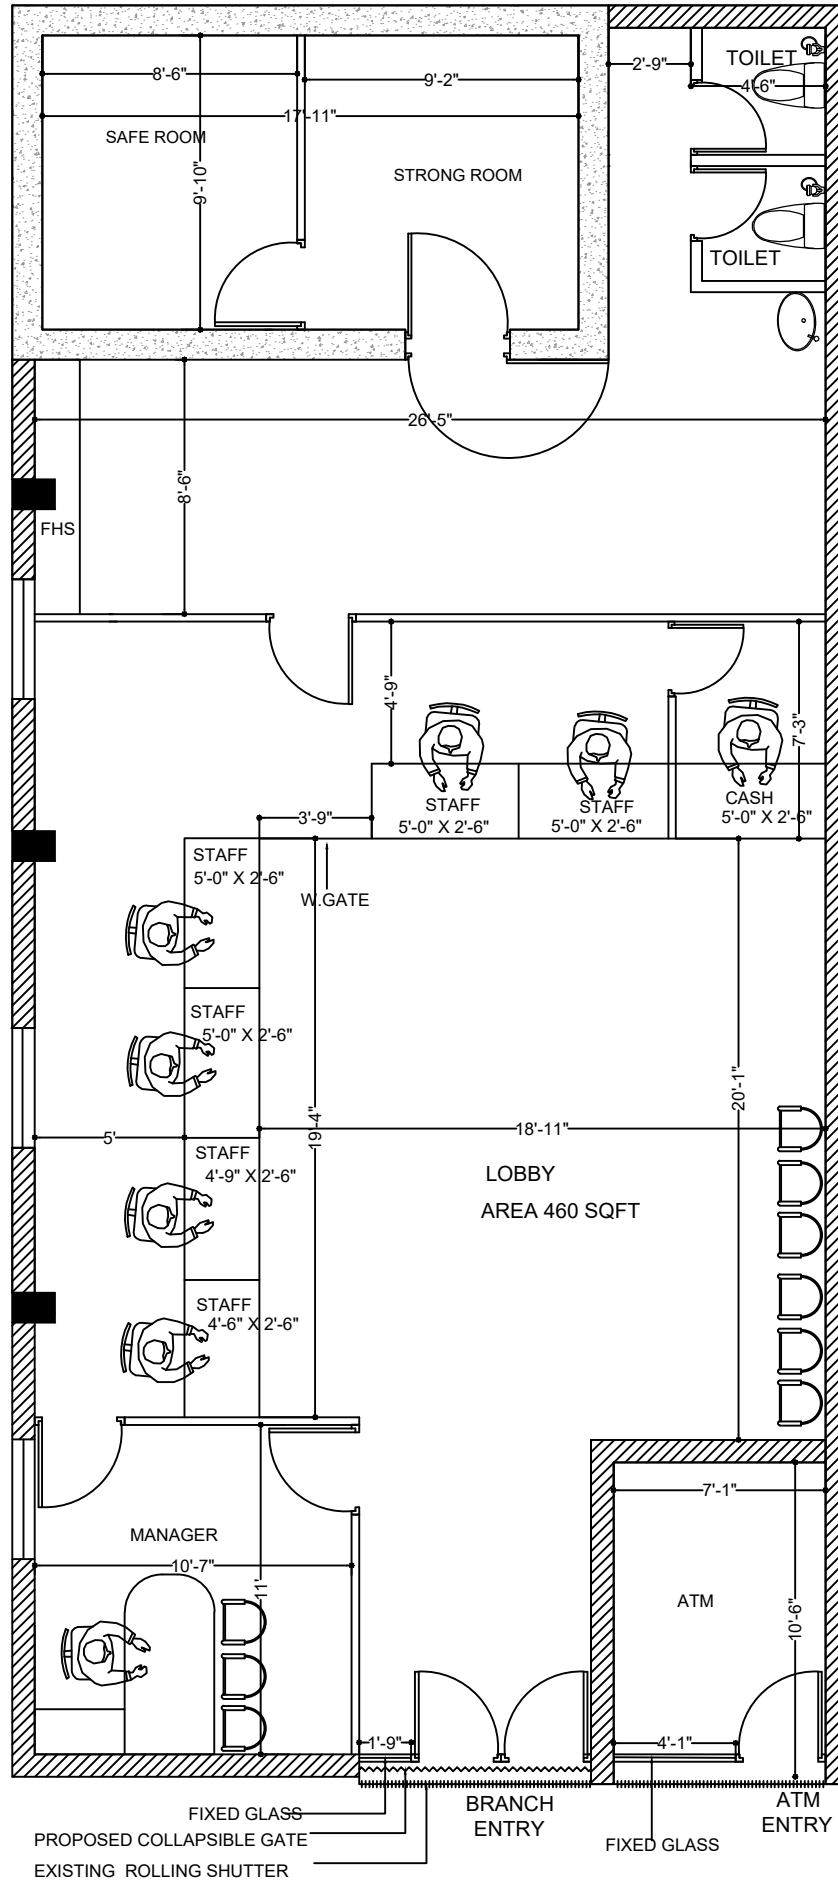 TOILET
8'-6"
9'-2"
2'-9"
4'-6"
17'-11"
SAFE ROOM
STRONG ROOM
9'-10"
TOILET
26'-5"
8'-6"
FHS
4'-9"
7'-3"
STAFF
5'-0" X 2'-6"
STAFF
5'-0" X 2'-6"
CASH
5'-0" X 2'-6"
3'-9"
STAFF
5'-0" X 2'-6"
W.GATE
STAFF
5'-0" X 2'-6"
20'-1"
19'-4"
18'-11"
5'
STAFF
4'-9" X 2'-6"
LOBBY
AREA 460 SQFT
STAFF
4'-6" X 2'-6"
7'-1"
MANAGER
10'-7"
11'
ATM
10'-6"
1'-9"
4'-1"
FIXED GLASS
PROPOSED COLLAPSIBLE GATE
EXISTING ROLLING SHUTTER
BRANCH
ENTRY
FIXED GLASS
ATM
ENTRY